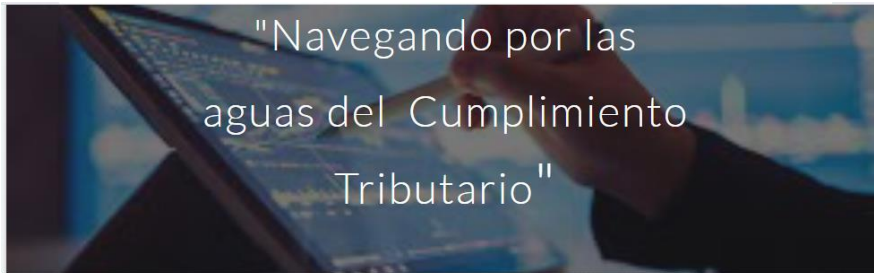 "Navegando por las
aguas del Cumplimiento
Tributario"